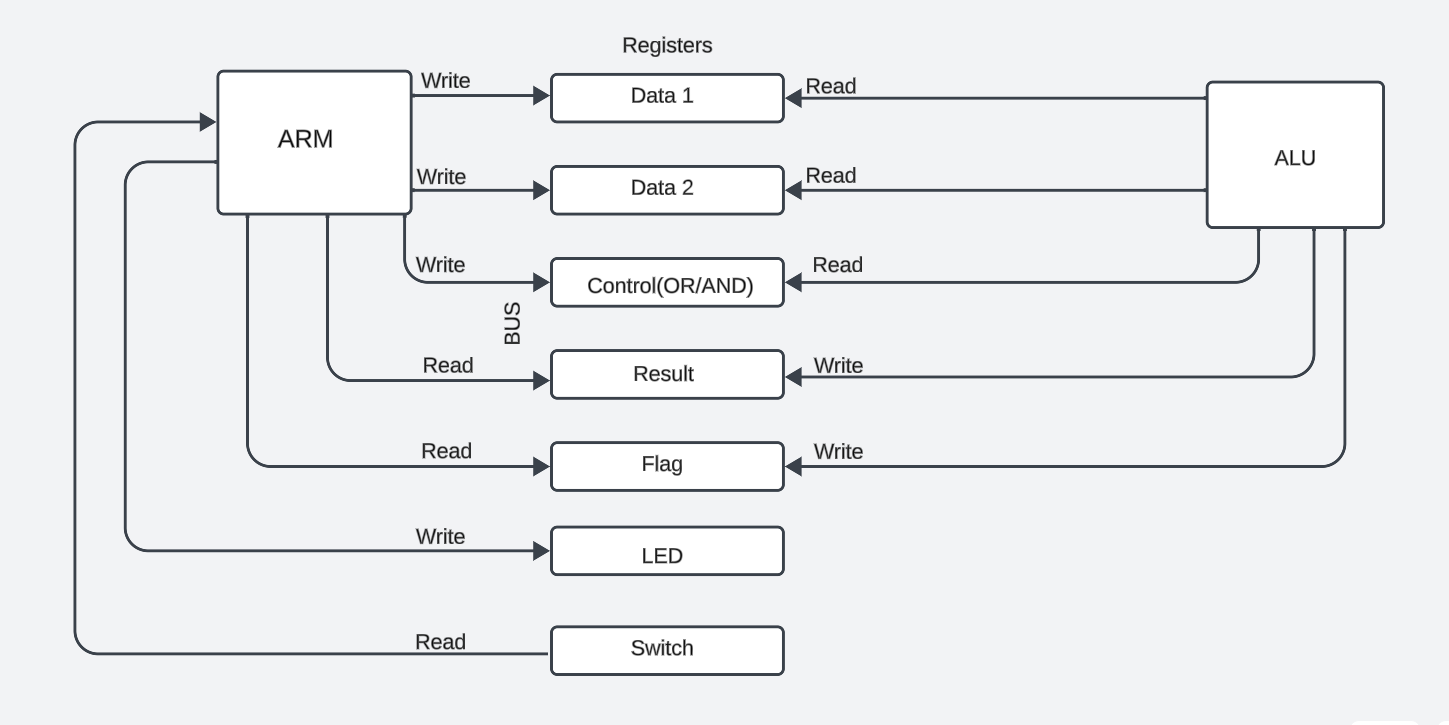 Registers
ARM
Write
Data 1
Read
ALU
Write
Data 2
Read
Write
Control(OR/AND)
Read
BUS
Read
Result
Write
Read
Flag
Write
Write
LED
Read
Switch